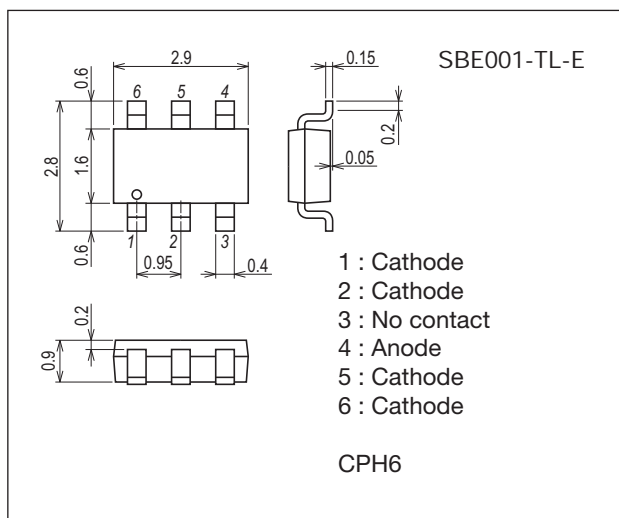 SBE001-TL-E
2.9
0.15
0.6
6
5
4
0.2
2.8
1.6
0.05
0.6
1
2
3
0.95
0.4
0.2
0.9
1 : Cathode
2 : Cathode
3 : No contact
4 : Anode
5 : Cathode
6 : Cathode
CPH6